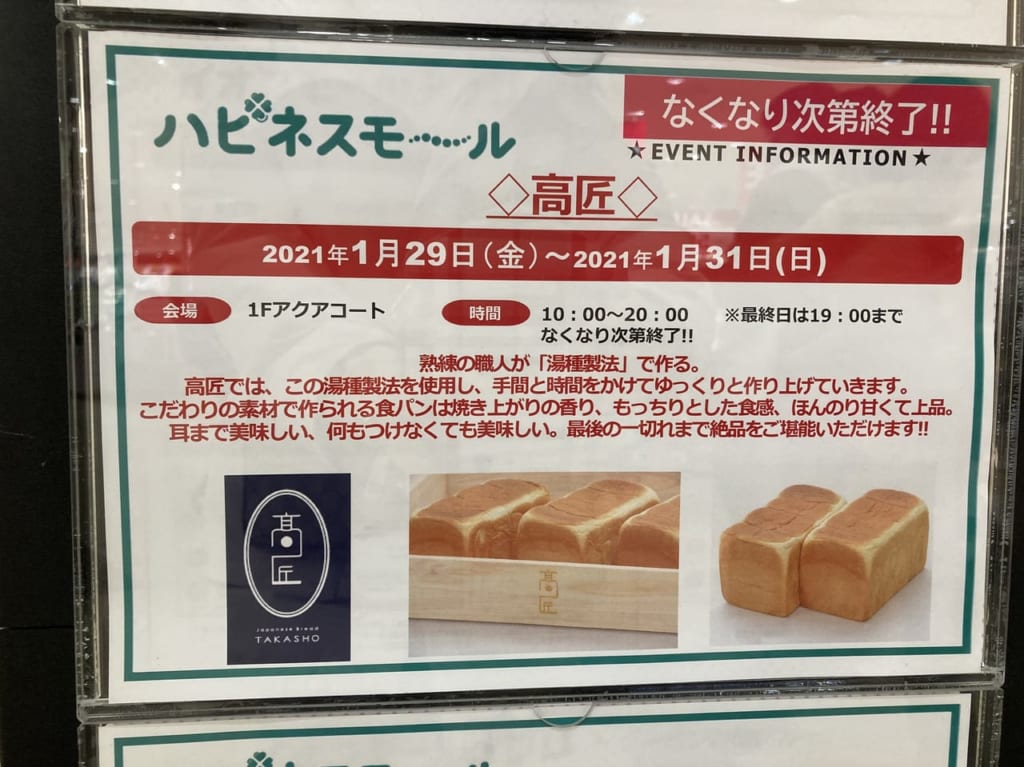 ハピネスモール
なくなり次第終了!!
★EVENT INFORMATION★
◇高匠◇
2021年1月29日(金)～2021年1月31日(日)
会場 1Fアクアコート
時間 10：00～20：00 ※最終日は19：00まで
なくなり次第終了!!
熟練の職人が「湯種製法」で作る。
高匠では、この湯種製法を使用し、手間と時間をかけてゆっくりと作り上げていきます。
こだわりの素材で作られる食パンは焼き上がりの香り、もっちりとした食感、ほんのり甘くて上品。
耳まで美味しい、何もつけなくても美味しい。最後の一切れまで絶品をご堪能いただけます!!
髙匠
Japanese Bread
TAKASHO
髙匠